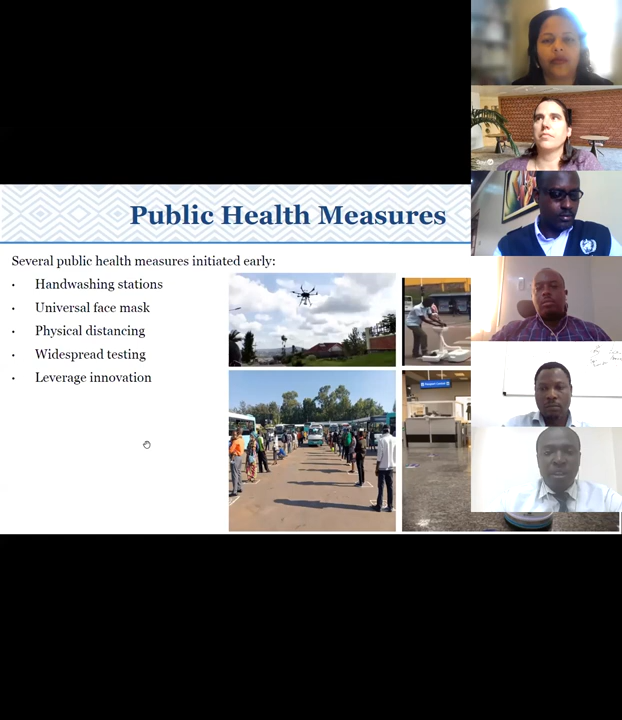 Public Health Measures
Several public health measures initiated early:
• Handwashing stations
• Universal face mask
• Physical distancing
• Widespread testing
• Leverage innovation